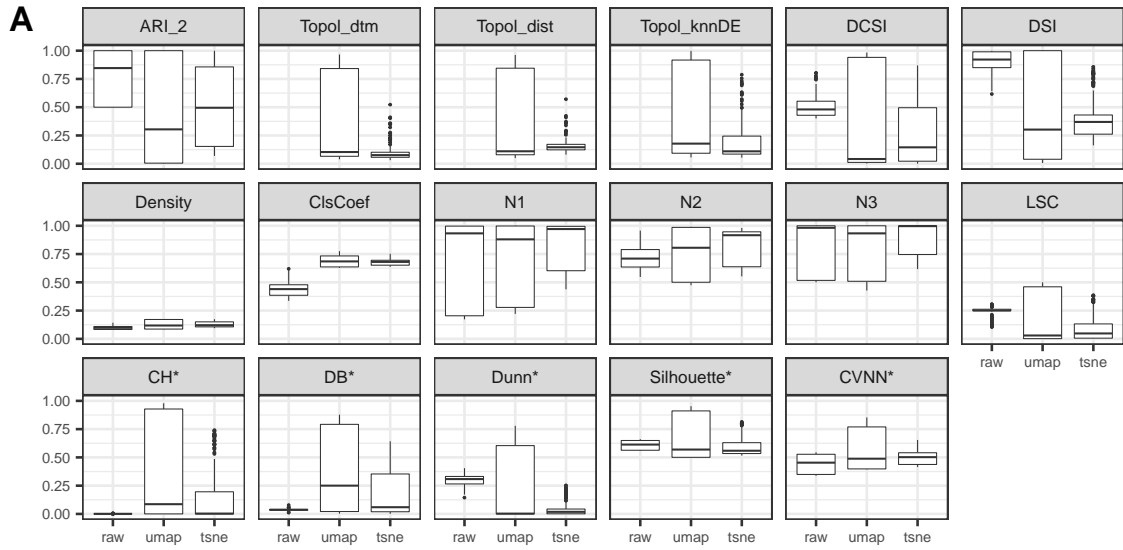 A
ARI_2 Topol_dtm Topol_dist Topol_knnDE DCSI DSI
1.00
0.75
0.50
0.25
0.00
Density ClsCoef N1 N2 N3 LSC
1.00
0.75
0.50
0.25
0.00
raw umap tsne
CH* DB* Dunn* Silhouette* CVNN*
1.00
0.75
0.50
0.25
0.00
raw umap tsne raw umap tsne raw umap tsne raw umap tsne raw umap tsne